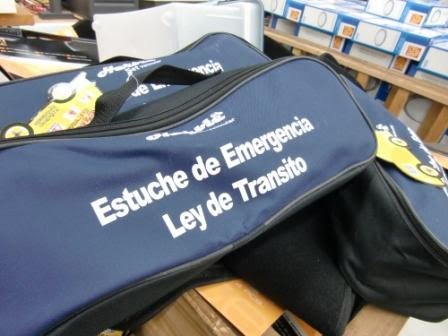 Estuche de Emergencia
Ley de Transito
de Emergencia